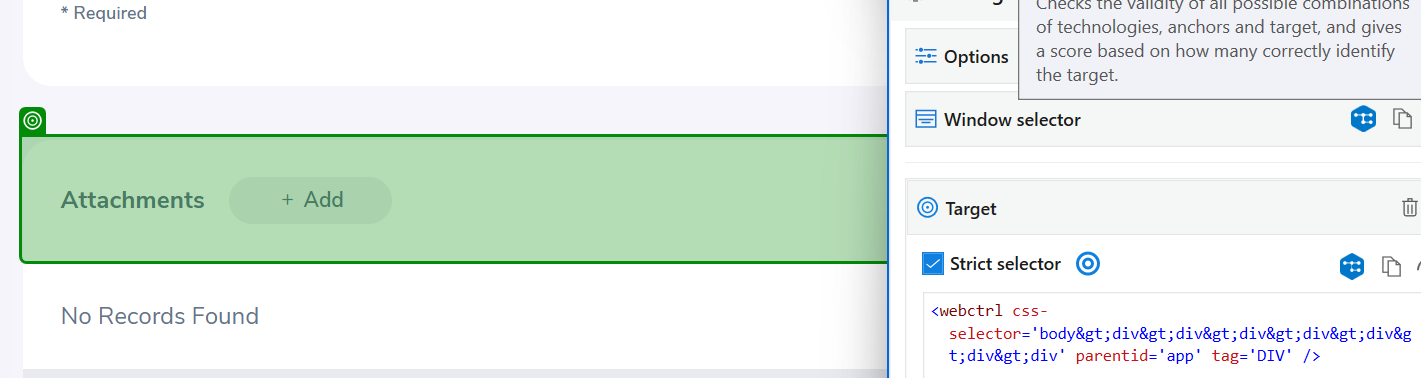 * Required
Attachments
+ Add
No Records Found
Checks the validity of all possible combinations
of technologies, anchors and target, and gives
a score based on how many correctly identify
the target.
Options
Window selector
Target
Strict selector
<webctrl css-
selector='body&gt;div&gt;div&gt;div&gt;div&gt;div&g
t;div&gt;div' parentid='app' tag='DIV' />